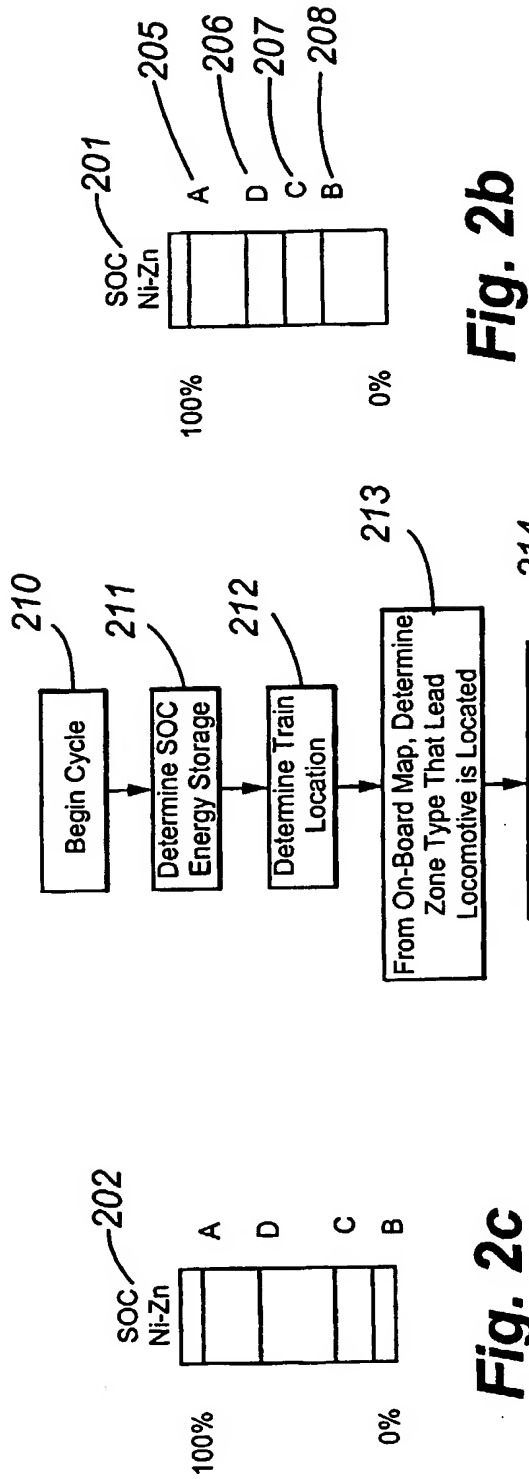 SOC
Ni-Zn
202
100%
A
D
C
B
0%
Fig. 2c
210
Begin Cycle
211
Determine SOC
Energy Storage
212
Determine Train
Location
213
From On-Board Map, Determine
Zone Type That Lead
Locomotive is Located
214
SOC
Ni-Zn
201
100%
A
205
D
206
C
207
B
208
0%
Fig. 2b